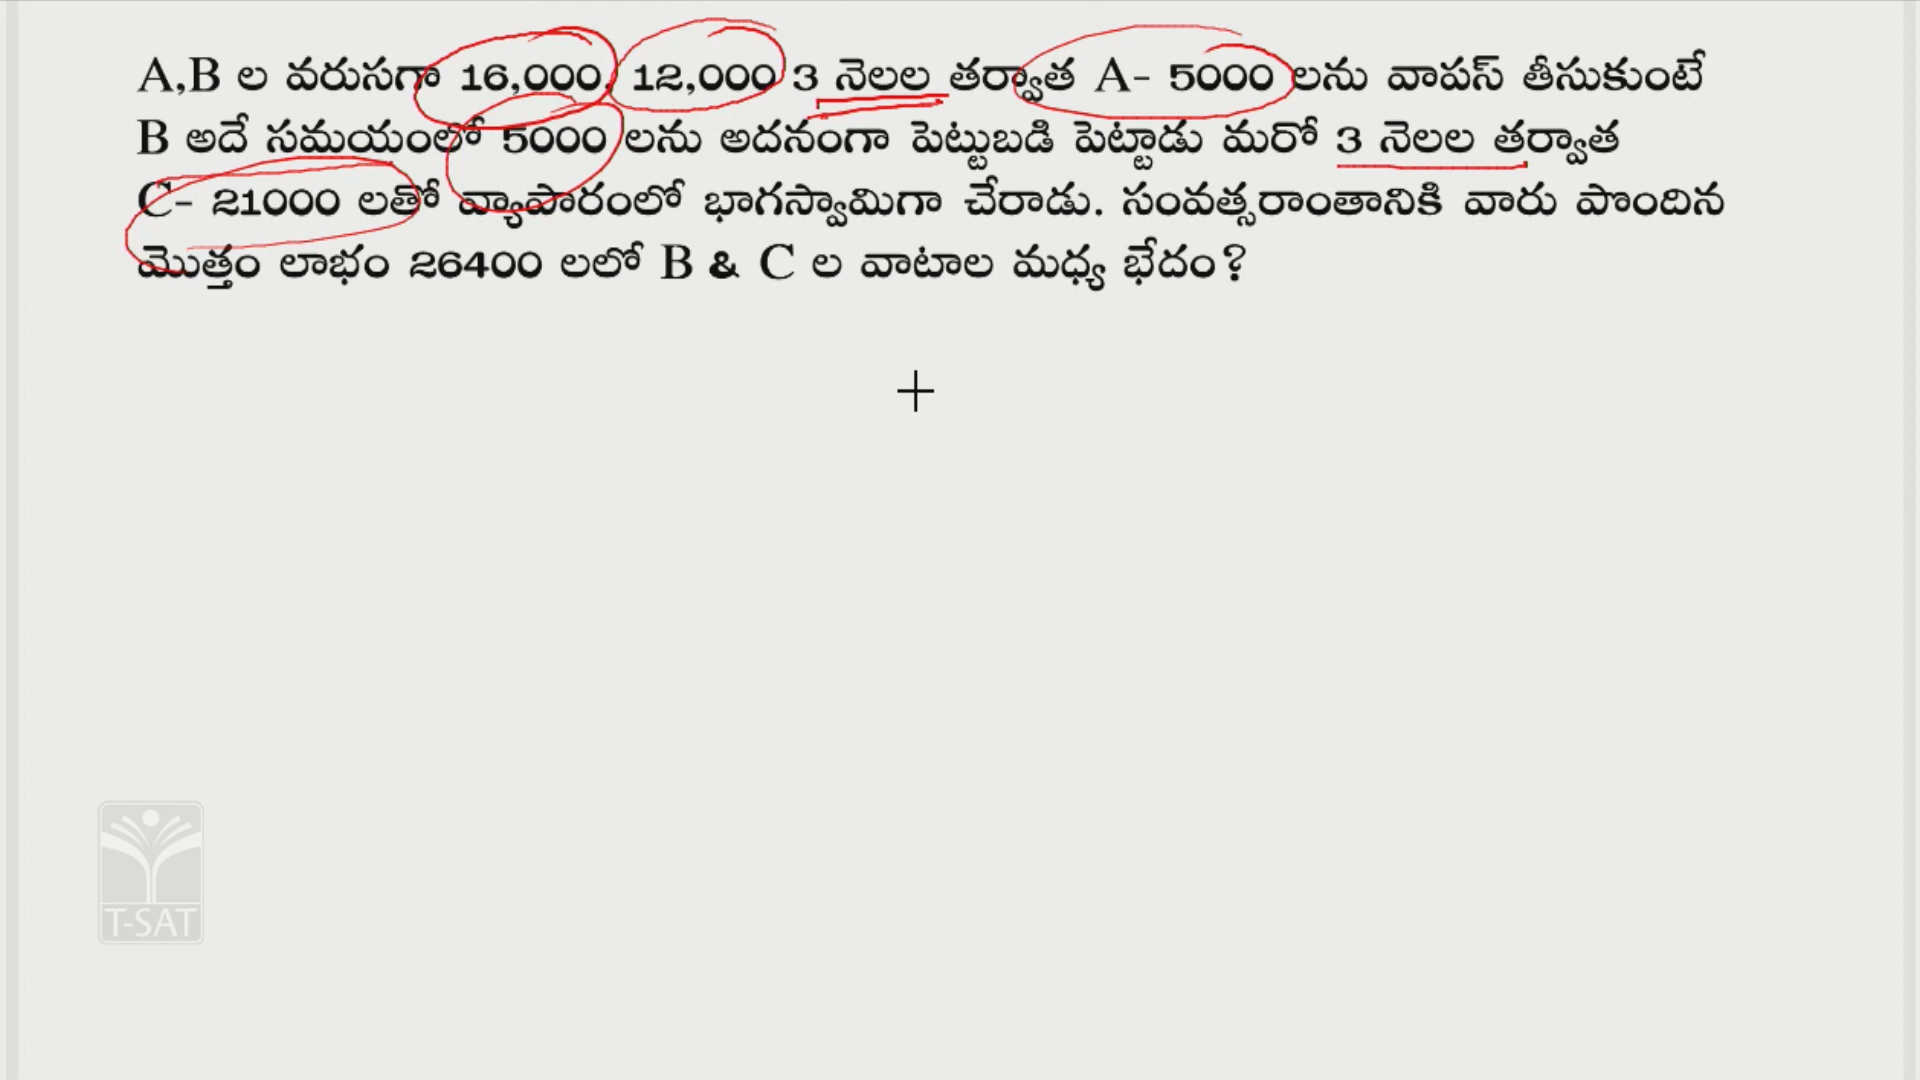 A,B ల వరుసగా 16,000, 12,000 3 నెలల తర్వాత A- 5000 లను వాపస్ తీసుకుంటే
B అదే సమయంలో 5000 లను అదనంగా పెట్టుబడి పెట్టాడు మరో 3 నెలల తర్వాత
C- 21000 లతో వ్యాపారంలో భాగస్వామిగా చేరాడు. సంవత్సరాంతానికి వారు పొందిన
మొత్తం లాభం 26400 లలో B & C ల వాటాల మధ్య భేదం?
T-SAT